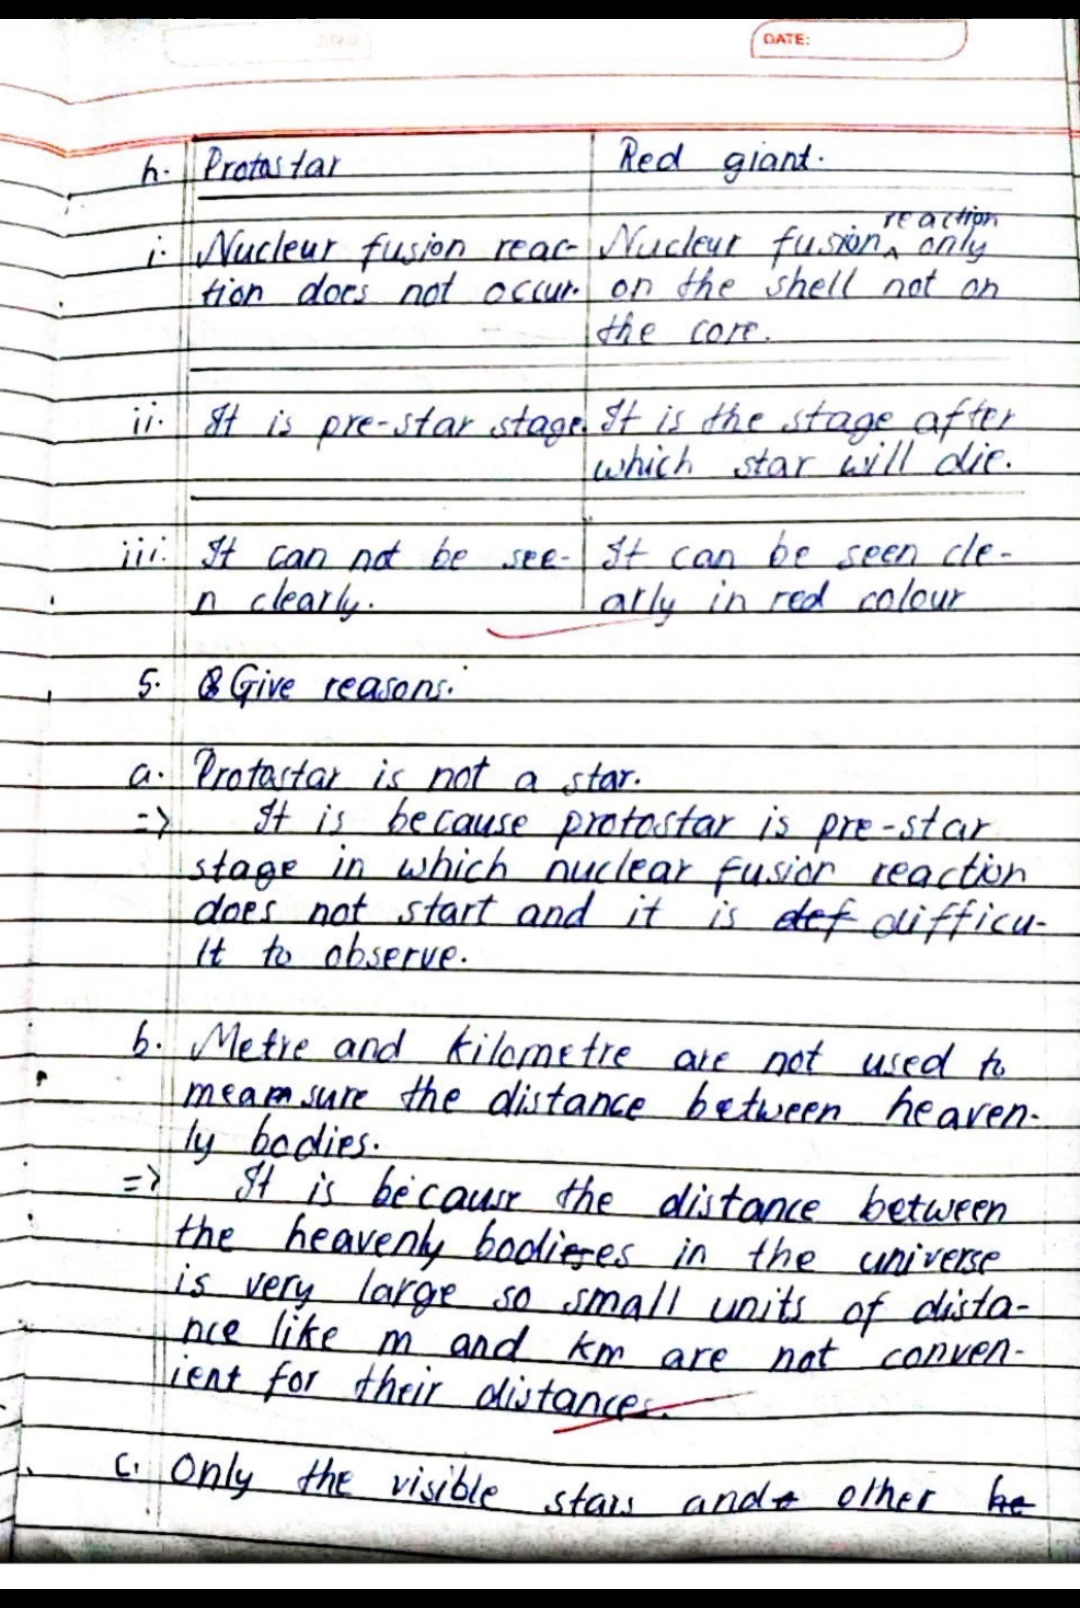 DATE:
h. Protostar Red giant.
reaction
i. Nucleur fusion reac- Nucleur fusion ^ only
tion does not occur. on the shell not on
the core.
ii. It is pre-star stage. It is the stage after
which star will die.
iii. It can not be see- It can be seen cle-
n clearly. arly in red colour
5. Give reasons.
a. Protastar is not a star.
=> It is because protostar is pre-star
stage in which nuclear fusion reaction
does not start and it is def difficu-
lt to observe.
b. Metre and kilometre are not used to
measure the distance between heaven-
ly bodies.
=> It is because the distance between
the heavenly bodies in the universe
is very large so small units of dista-
nce like m and km are not conven-
ient for their distances.
c. Only the visible stars and other he